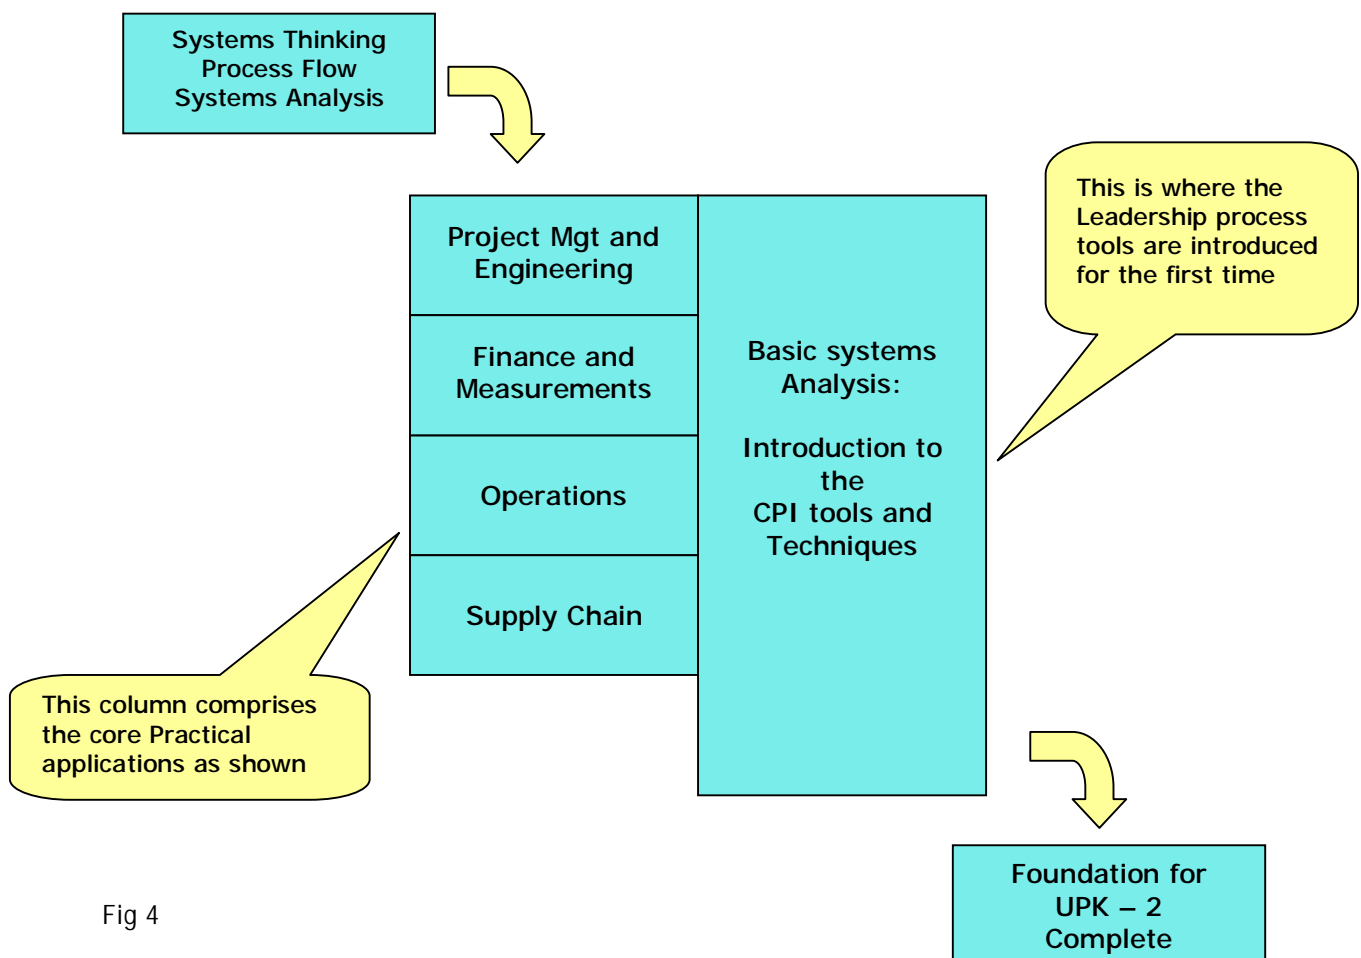 Systems Thinking
Process Flow
Systems Analysis
This is where the
Leadership process
tools are introduced
for the first time
Project Mgt and
Engineering
Finance and
Measurements
Operations
Supply Chain
Basic systems
Analysis:
Introduction to
the
CPI tools and
Techniques
This column comprises
the core Practical
applications as shown
Foundation for
UPK – 2
Complete
Fig 4